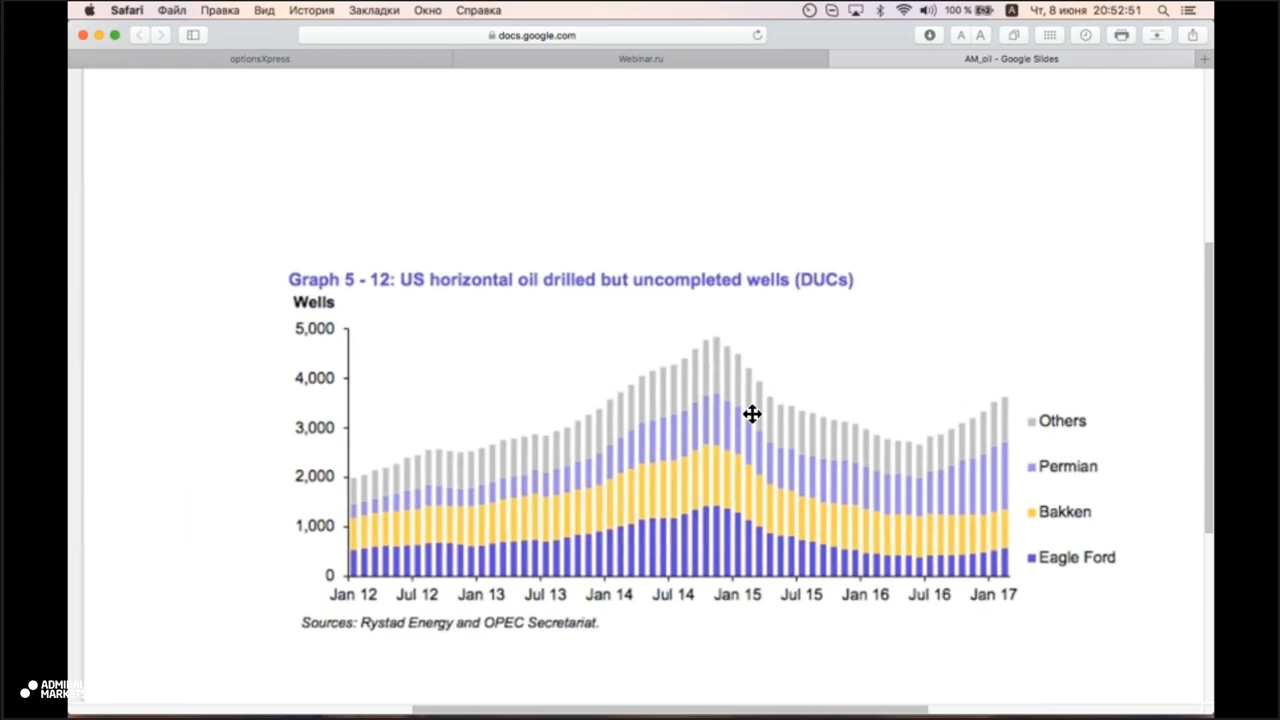 Safari Файл Правка Вид История Закладки Окно Справка 100 % A Чт, 8 июня 20:52:51
docs.google.com A A
optionsXpress Webinar.ru AM_oil - Google Slides
Graph 5 - 12: US horizontal oil drilled but uncompleted wells (DUCs)
Wells
5,000
4,000
3,000
2,000
1,000
0
Jan 12 Jul 12 Jan 13 Jul 13 Jan 14 Jul 14 Jan 15 Jul 15 Jan 16 Jul 16 Jan 17
Others
Permian
Bakken
Eagle Ford
Sources: Rystad Energy and OPEC Secretariat.
ADMIRAL
MARKETS